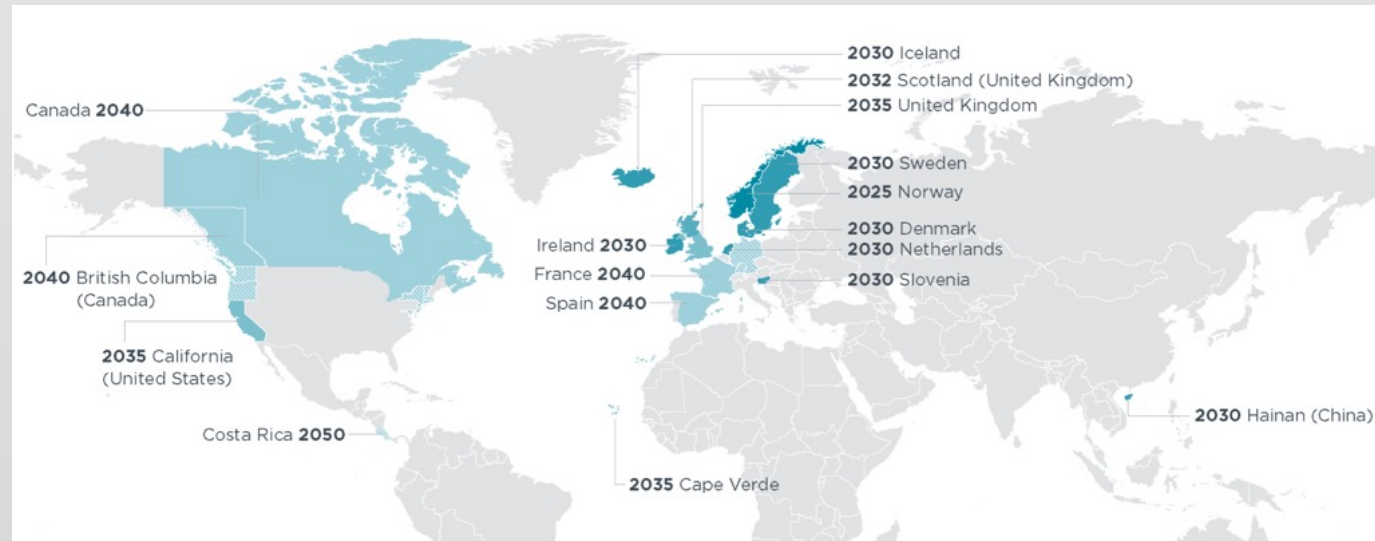 Canada 2040
2040 British Columbia
(Canada)
2035 California
(United States)
Costa Rica 2050
2030 Iceland
2032 Scotland (United Kingdom)
2035 United Kingdom
2030 Sweden
2025 Norway
2030 Denmark
2030 Netherlands
2030 Slovenia
Ireland 2030
France 2040
Spain 2040
2035 Cape Verde
2030 Hainan (China)